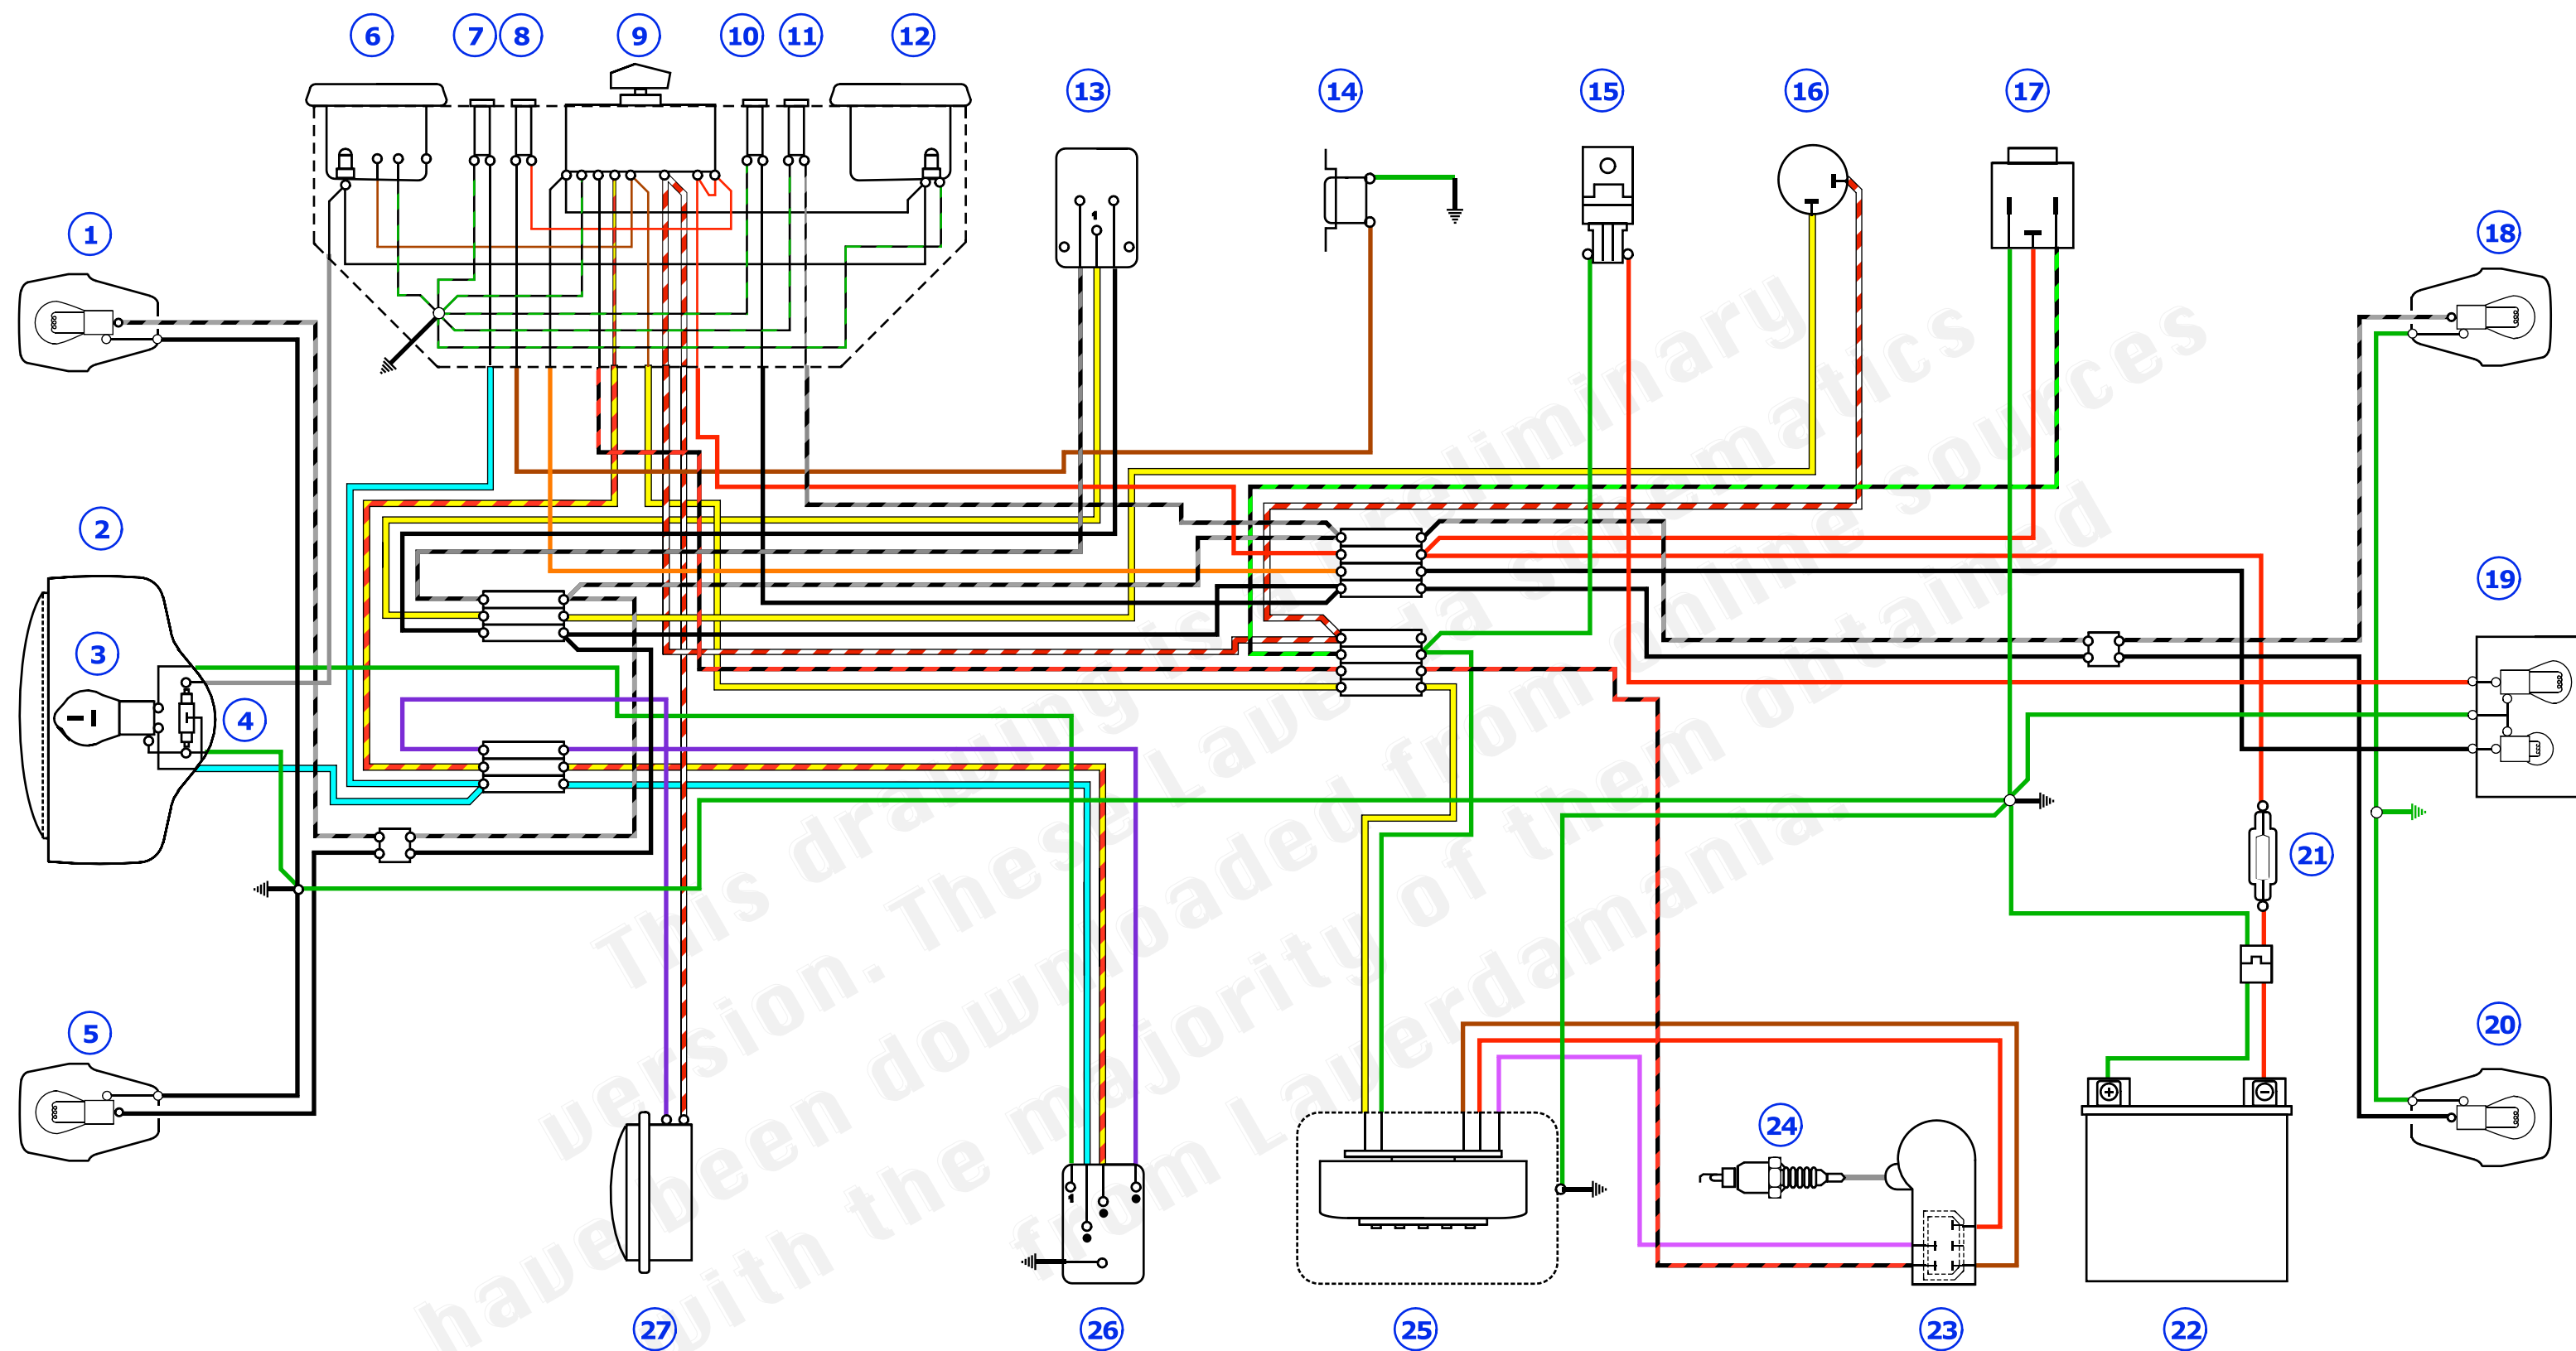 6 7 8 9 10 11 12
13 14 15 16 17
1
18
2
19
3
4
21
5
20
24
27 26 25 23 22
1
1
+
−
This drawing is a preliminary
version. These Laverda schematics
have been downloaded from online sources
with the majority of them obtained
from Laverdamania.